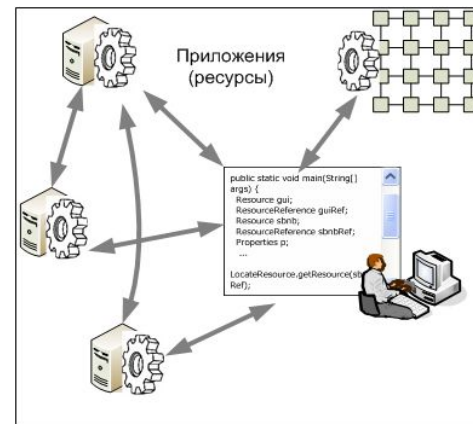 Приложения
(ресурсы)
public static void main(String[]
args) {
Resource gui;
ResourceReference guiRef;
Resource sbnb;
ResourceReference sbnbRef;
Properties p;
...
LocateResource.getResource(sb
Ref);